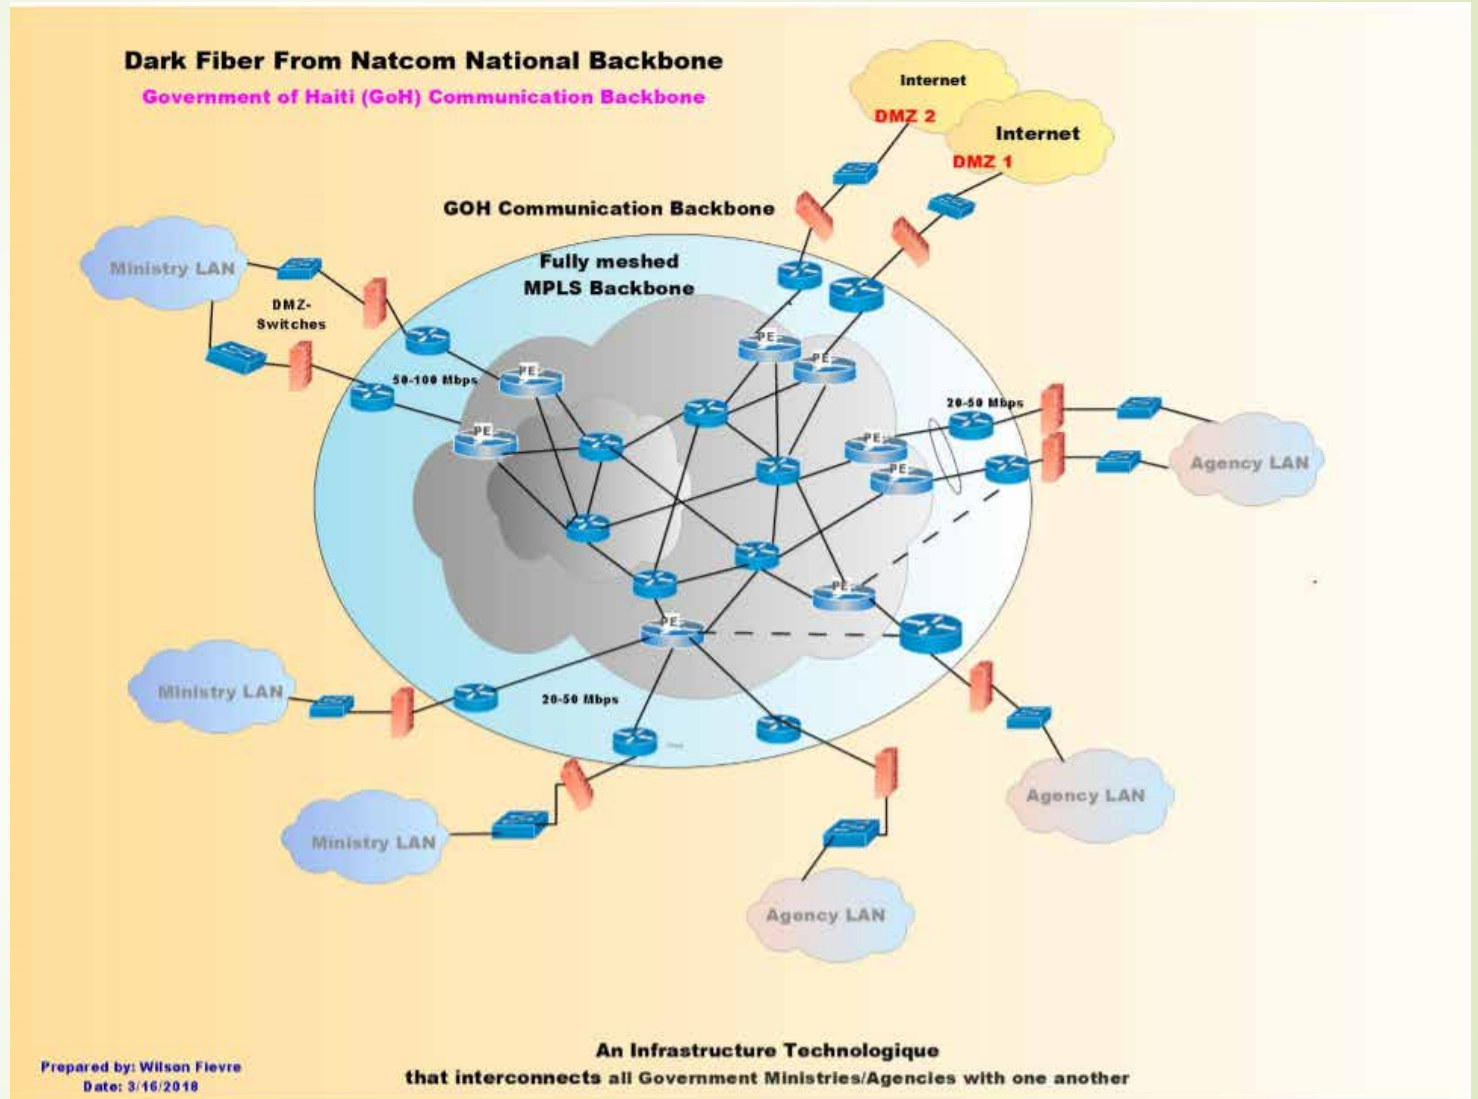 Dark Fiber From Natcom National Backbone
Government of Haiti (GoH) Communication Backbone
Internet
DMZ 2
Internet
DMZ 1
GOH Communication Backbone
Fully meshed
MPLS Backbone
Ministry LAN
DMZ-
Switches
50-100 Mbps
PE
PE
PE
PE
20-50 Mbps
PE
PE
Agency LAN
PE
PE
Ministry LAN
20-50 Mbps
Ministry LAN
Agency LAN
Agency LAN
An Infrastructure Technologique
that interconnects all Government Ministries/Agencies with one another
Prepared by: Wilson Fievre
Date: 3/16/2018